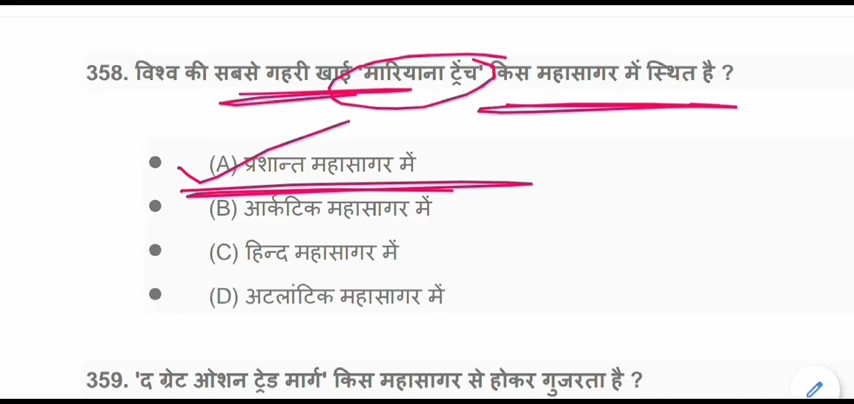 358. विश्व की सबसे गहरी खाई 'मारियाना ट्रेंच' किस महासागर में स्थित है ?
(A) प्रशान्त महासागर में
(B) आर्कटिक महासागर में
(C) हिन्द महासागर में
(D) अटलांटिक महासागर में
359. 'द ग्रेट ओशन ट्रेड मार्ग' किस महासागर से होकर गुजरता है ?